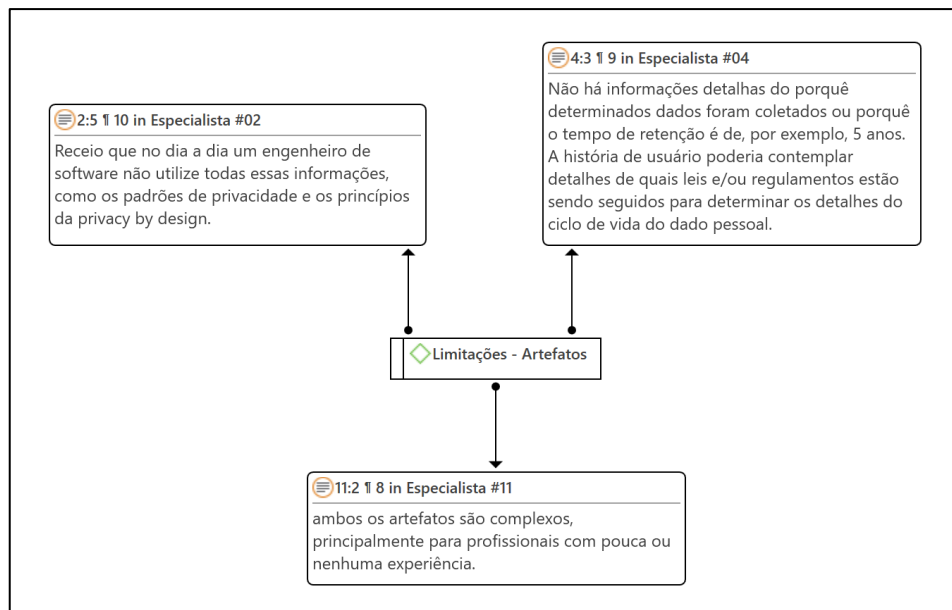 2:5 ¶ 10 in Especialista #02
Receio que no dia a dia um engenheiro de
software não utilize todas essas informações,
como os padrões de privacidade e os princípios
da privacy by design.
4:3 ¶ 9 in Especialista #04
Não há informações detalhas do porquê
determinados dados foram coletados ou porquê
o tempo de retenção é de, por exemplo, 5 anos.
A história de usuário poderia contemplar
detalhes de quais leis e/ou regulamentos estão
sendo seguidos para determinar os detalhes do
ciclo de vida do dado pessoal.
Limitações - Artefatos
11:2 ¶ 8 in Especialista #11
ambos os artefatos são complexos,
principalmente para profissionais com pouca ou
nenhuma experiência.